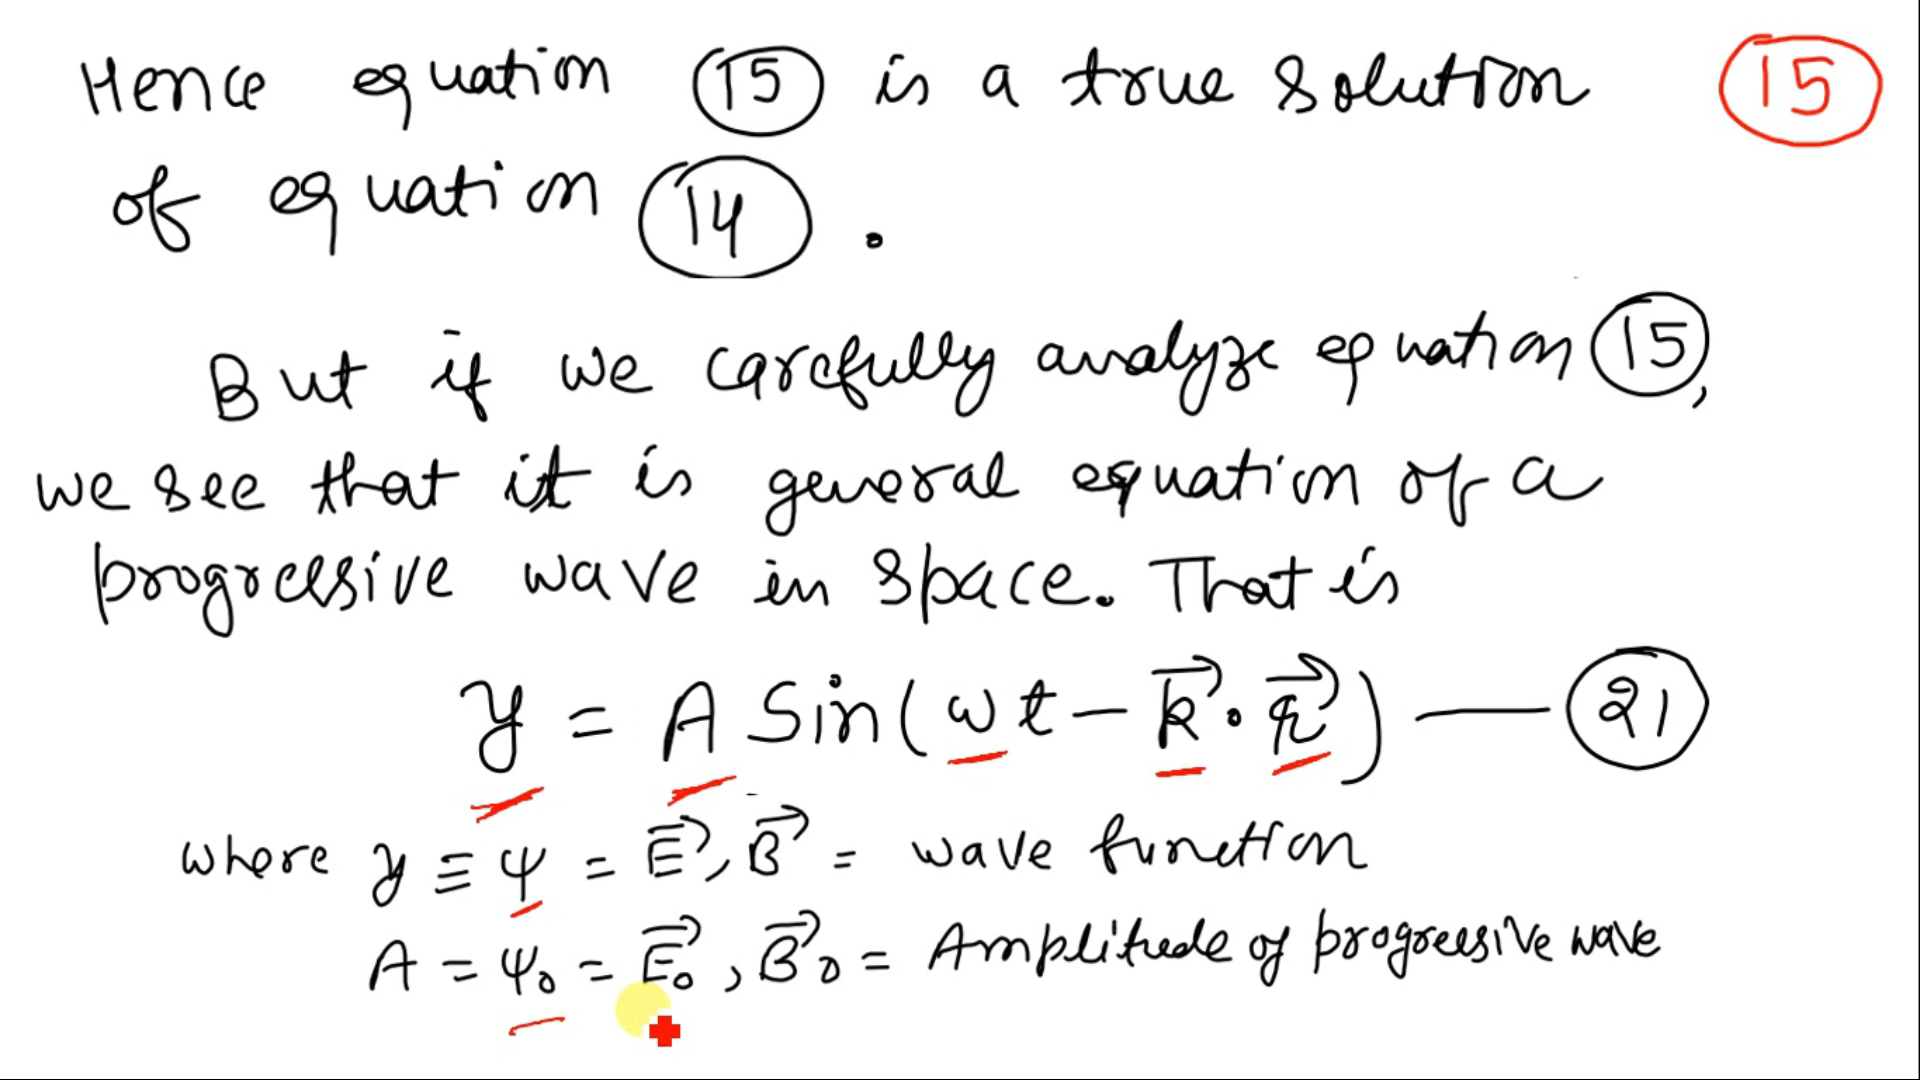 Hence equation (15) is a true solution (15)
of equation (14).
But if we carefully analyze equation (15),
we see that it is general equation of a
progressive wave in space. That is
y = A Sin(ωt − k⃗ · r⃗) — (21)
where y ≡ ψ = E⃗, B⃗ = wave function
A = ψ₀ = E⃗₀, B⃗₀ = Amplitude of progressive wave